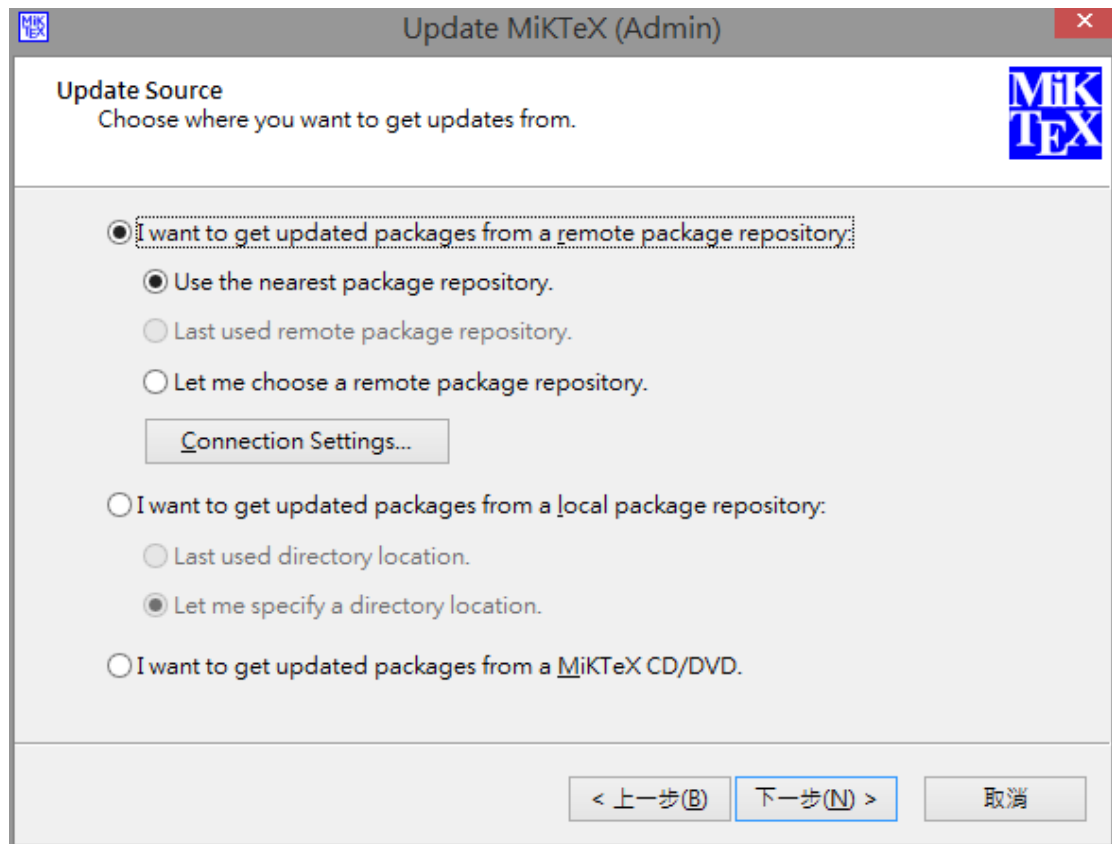 MiK
TEX
Update MiKTeX (Admin)
Update Source
Choose where you want to get updates from.
MiK
TEX
I want to get updated packages from a remote package repository:
Use the nearest package repository.
Last used remote package repository.
Let me choose a remote package repository.
Connection Settings...
I want to get updated packages from a local package repository:
Last used directory location.
Let me specify a directory location.
I want to get updated packages from a MiKTeX CD/DVD.
< 上一步(B) 下一步(N) > 取消